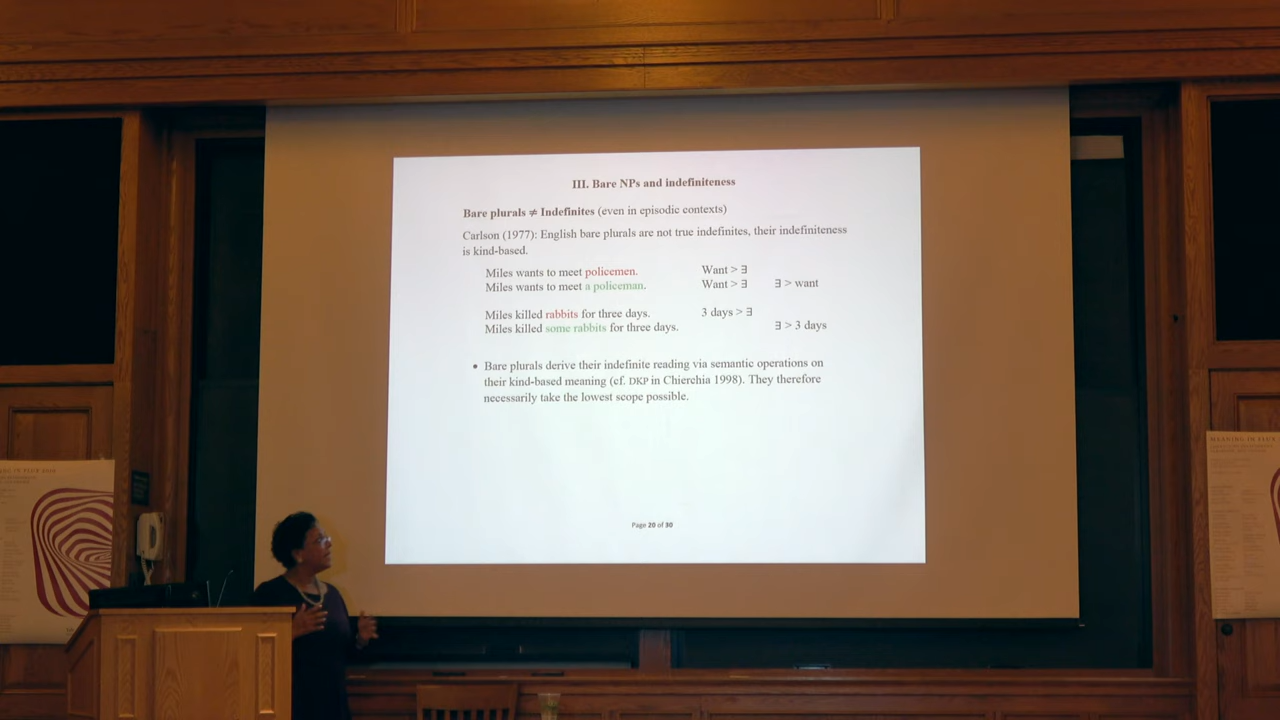 III. Bare NPs and indefiniteness
Bare plurals ≠ Indefinites (even in episodic contexts)
Carlson (1977): English bare plurals are not true indefinites, their indefiniteness
is kind-based.
Miles wants to meet policemen. Want > ∃
Miles wants to meet a policeman. Want > ∃ ∃ > want
Miles killed rabbits for three days. 3 days > ∃
Miles killed some rabbits for three days. ∃ > 3 days
• Bare plurals derive their indefinite reading via semantic operations on
their kind-based meaning (cf. DKP in Chierchia 1998). They therefore
necessarily take the lowest scope possible.
Page 20 of 30
MEANING IN FLUX